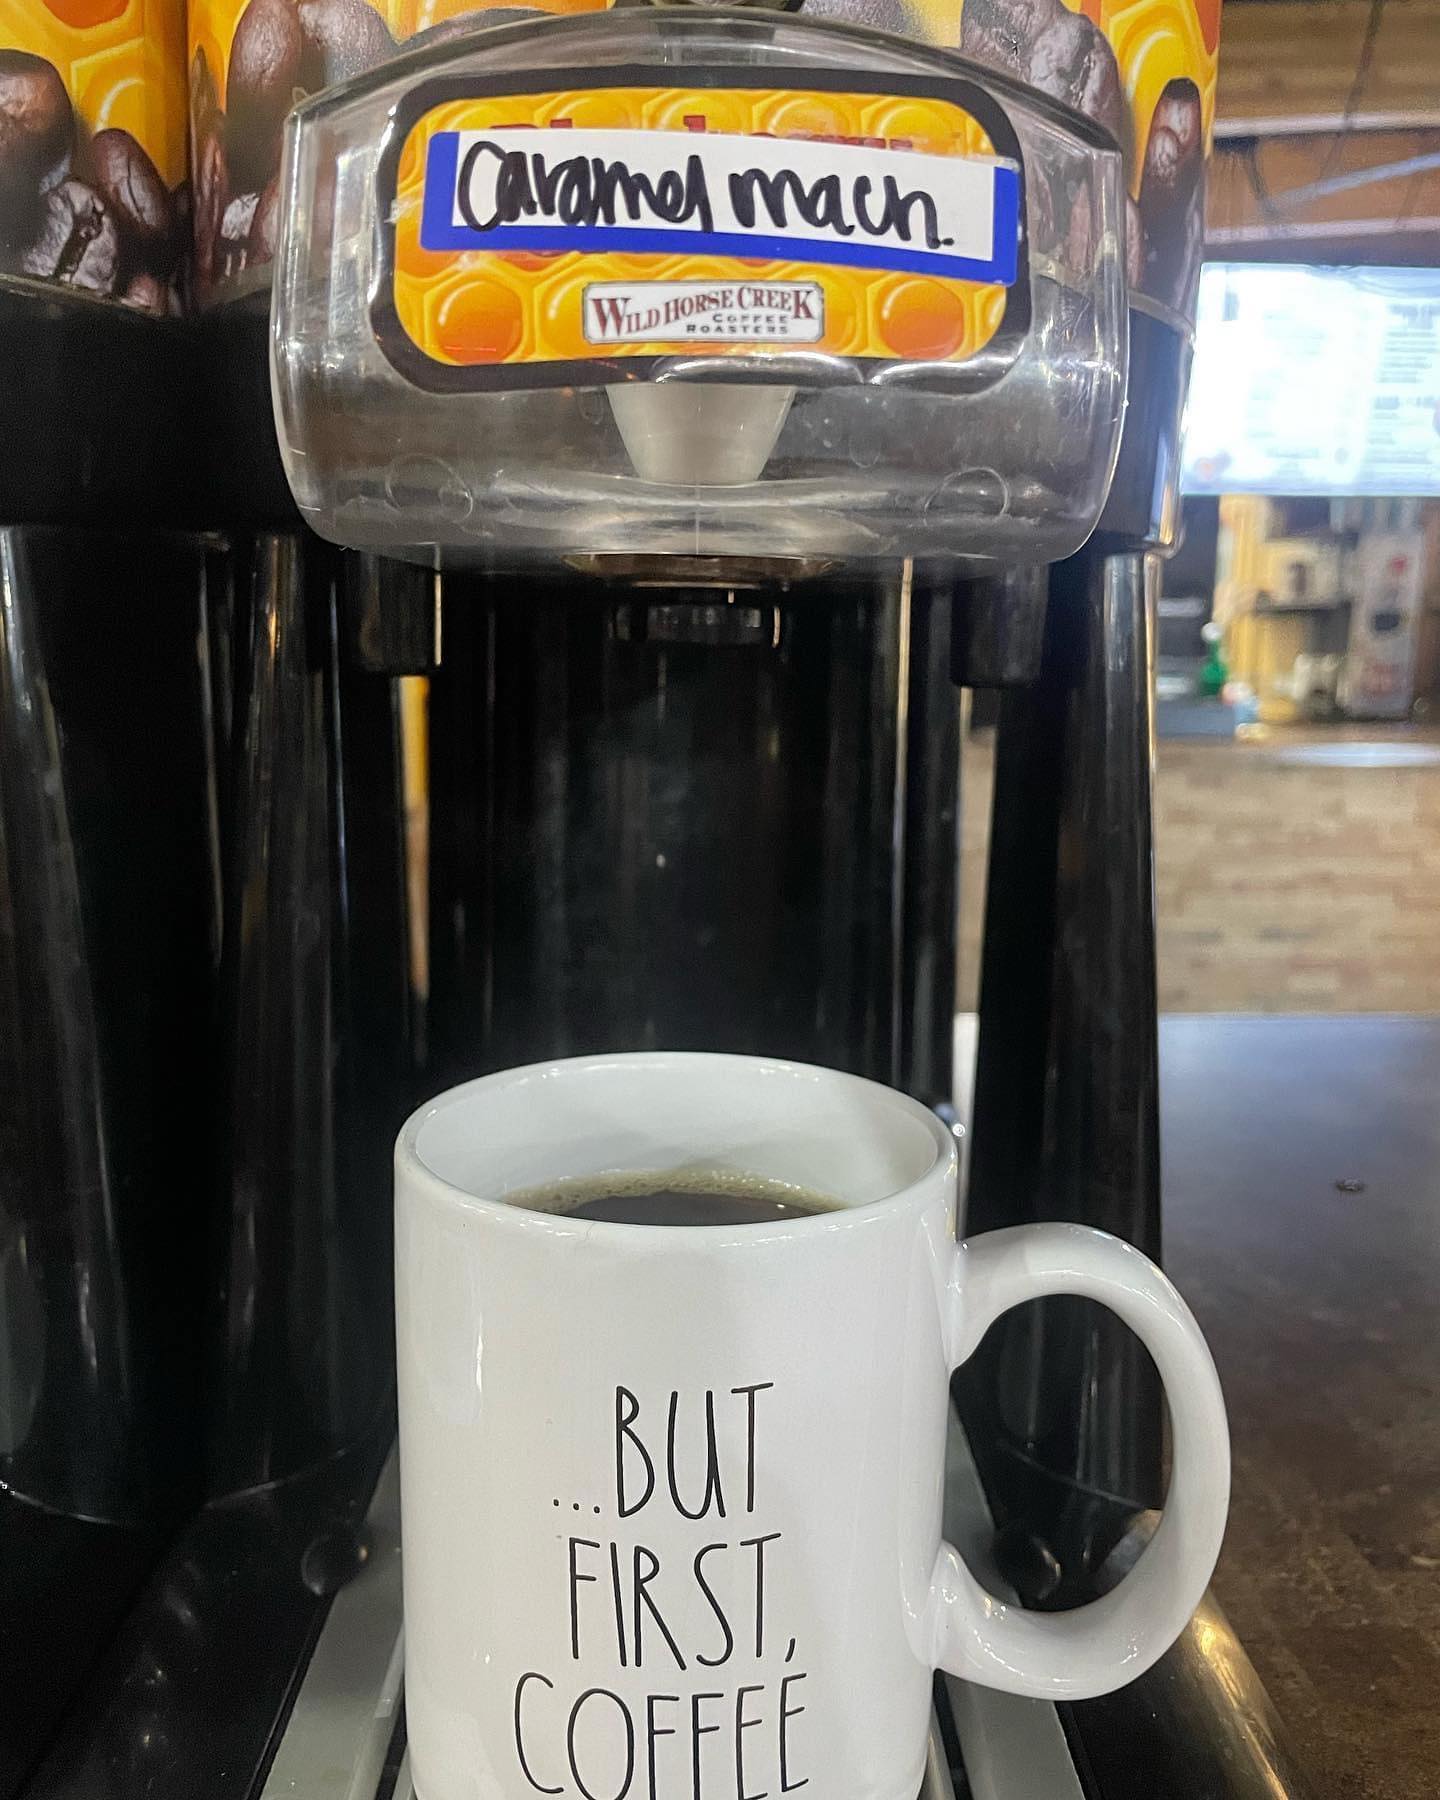 Caramel mach.
WILD HORSE CREEK
COFFEE
ROASTERS
...BUT
FIRST,
COFFEE